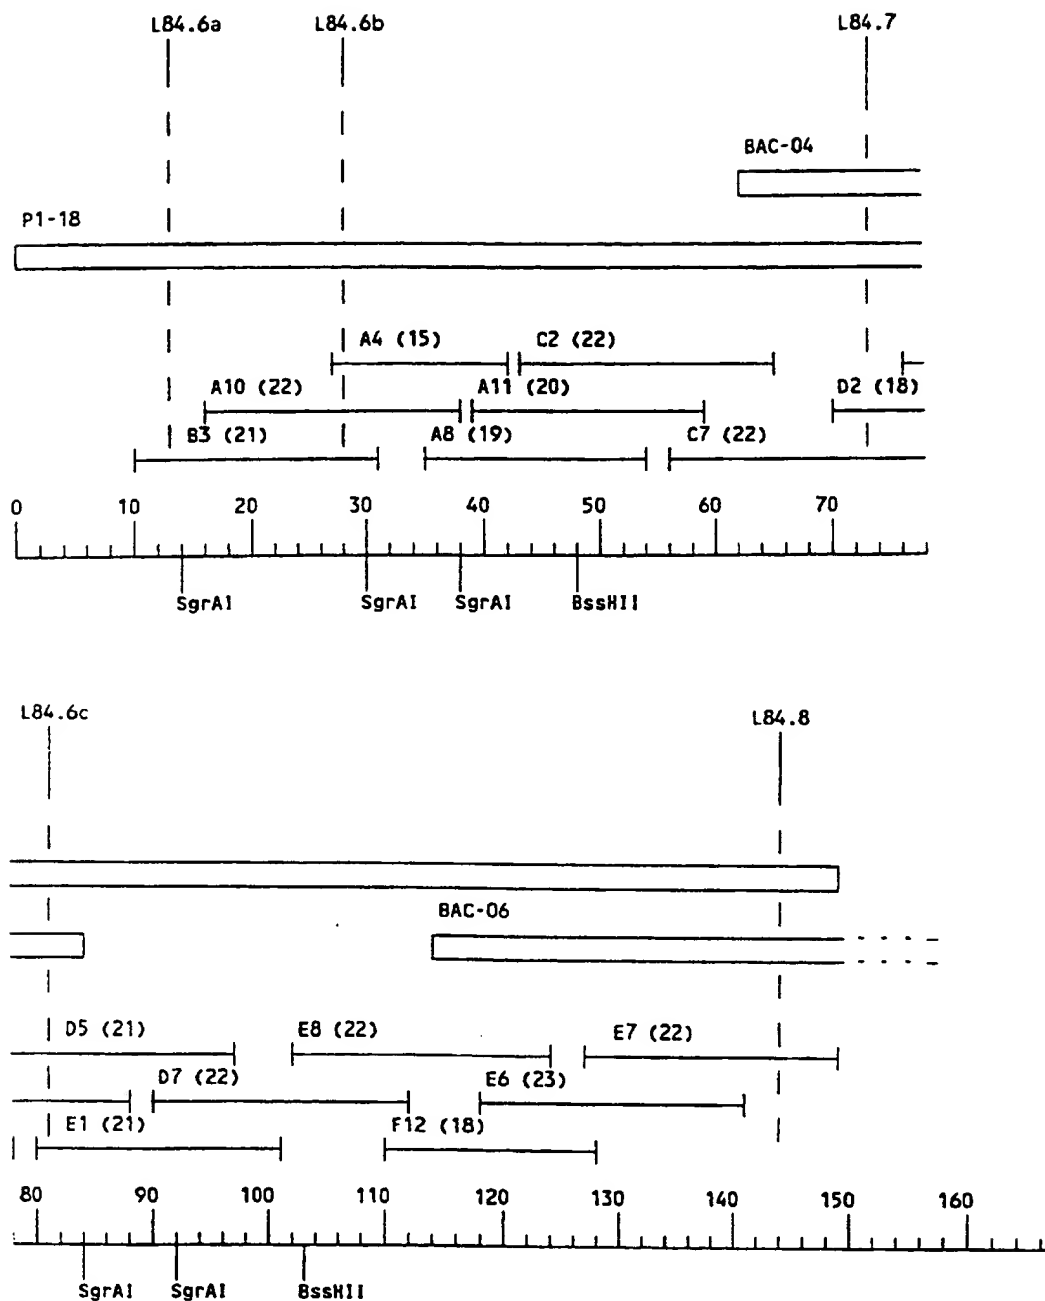 L84.6a L84.6b L84.7
BAC-04
P1-18
A4 (15) C2 (22)
A10 (22) A11 (20) D2 (18)
B3 (21) A8 (19) C7 (22)
0 10 20 30 40 50 60 70
SgrAI SgrAI SgrAI BssHII
L84.6c L84.8
BAC-06
D5 (21) E8 (22) E7 (22)
D7 (22) E6 (23)
E1 (21) F12 (18)
80 90 100 110 120 130 140 150 160
SgrAI SgrAI BssHII